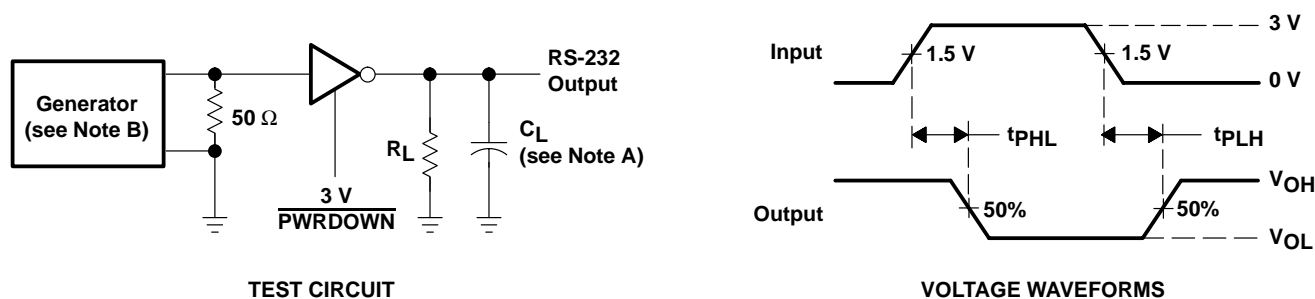 Generator
(see Note B)
50 Ω
3 V
PWRDOWN
RL
CL
(see Note A)
RS-232
Output
TEST CIRCUIT
Input
1.5 V
1.5 V
3 V
0 V
tPHL
tPLH
Output
50%
50%
VOH
VOL
VOLTAGE WAVEFORMS